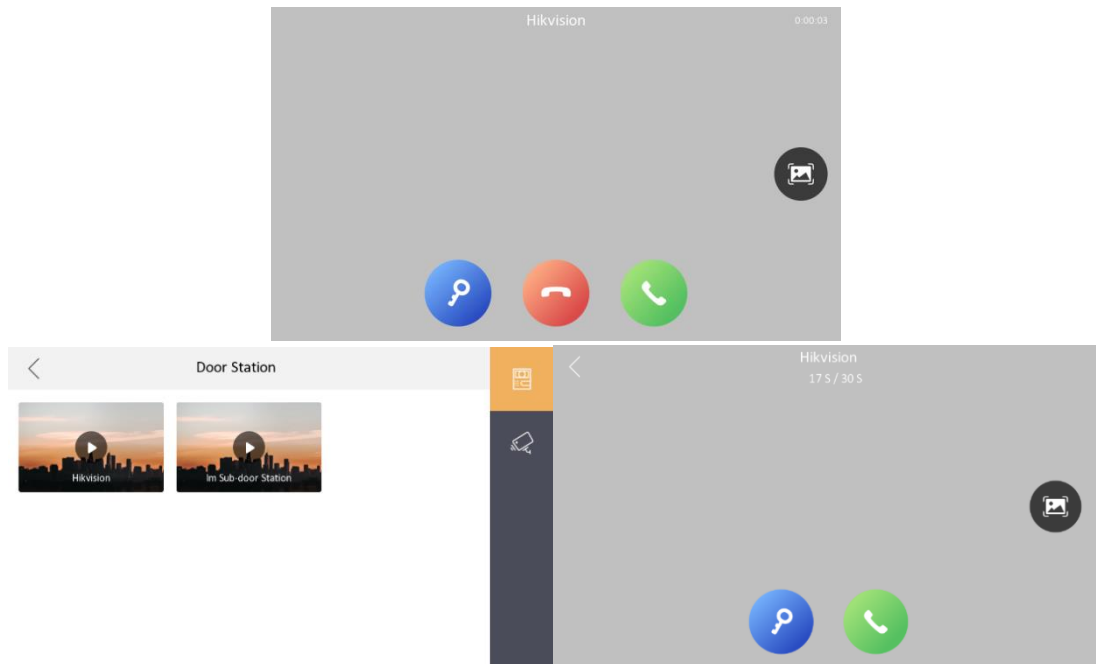 Hikvision
0:00:03
Door Station
Hikvision
Im Sub-door Station
Hikvision
17 S / 30 S